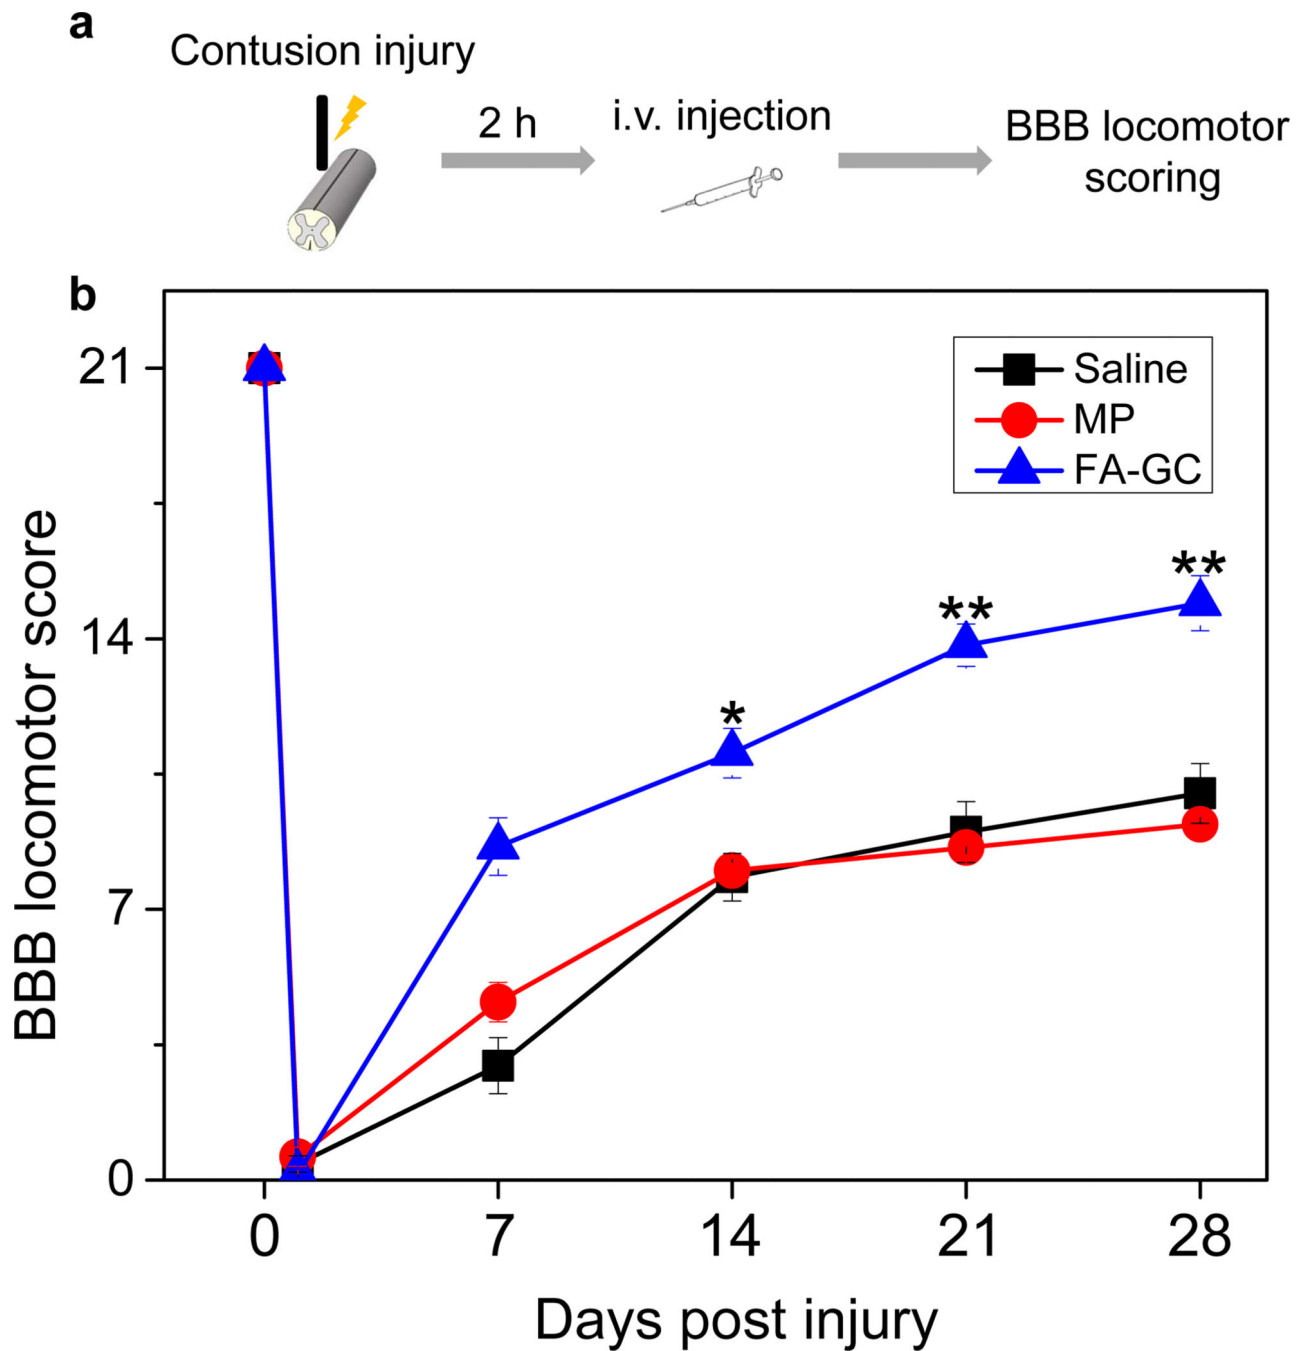 a
Contusion injury
2 h
i.v. injection
BBB locomotor
scoring
b
21
14
7
0
BBB locomotor score
Saline
MP
FA-GC
*
**
**
0 7 14 21 28
Days post injury